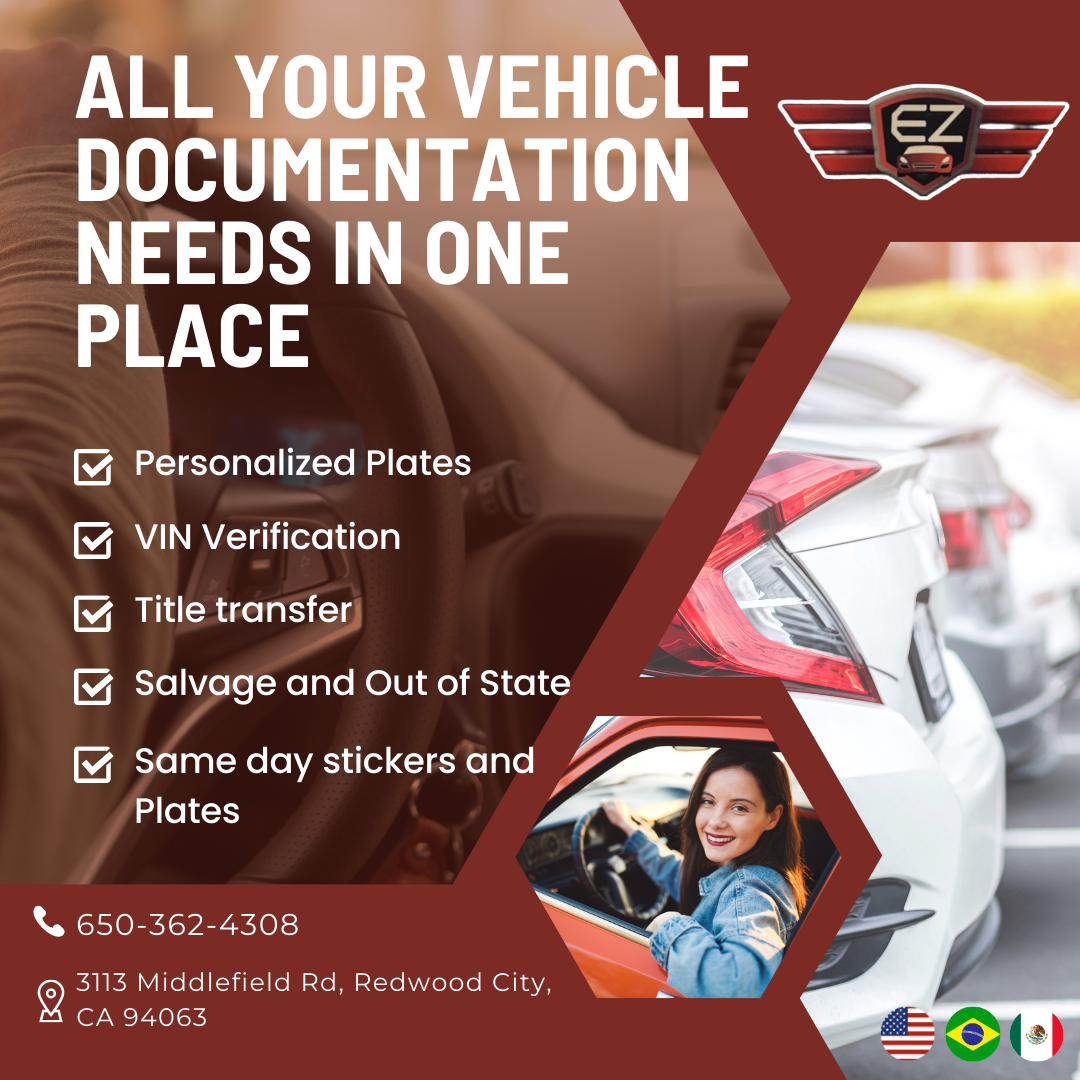 ALL YOUR VEHICLE
DOCUMENTATION
NEEDS IN ONE
PLACE
EZ
Personalized Plates
VIN Verification
Title transfer
Salvage and Out of State
Same day stickers and
Plates
650-362-4308
3113 Middlefield Rd, Redwood City,
CA 94063